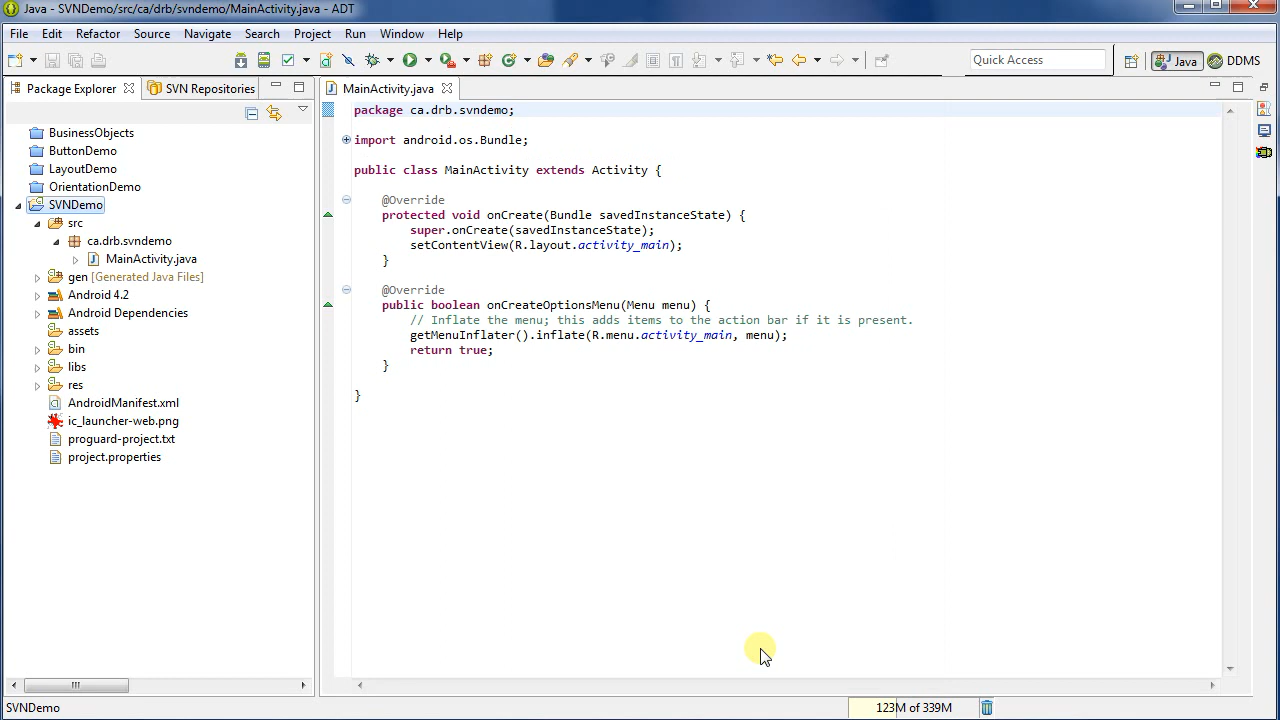 Java - SVNDemo/src/ca/drb/svndemo/MainActivity.java - ADT
File Edit Refactor Source Navigate Search Project Run Window Help
Quick Access
Java
DDMS
Package Explorer
SVN Repositories
MainActivity.java
BusinessObjects
ButtonDemo
LayoutDemo
OrientationDemo
SVNDemo
src
ca.drb.svndemo
MainActivity.java
gen [Generated Java Files]
Android 4.2
Android Dependencies
assets
bin
libs
res
AndroidManifest.xml
ic_launcher-web.png
proguard-project.txt
project.properties
package ca.drb.svndemo;
import android.os.Bundle;
public class MainActivity extends Activity {
@Override
protected void onCreate(Bundle savedInstanceState) {
super.onCreate(savedInstanceState);
setContentView(R.layout.activity_main);
}
@Override
public boolean onCreateOptionsMenu(Menu menu) {
// Inflate the menu; this adds items to the action bar if it is present.
getMenuInflater().inflate(R.menu.activity_main, menu);
return true;
}
}
SVNDemo
123M of 339M